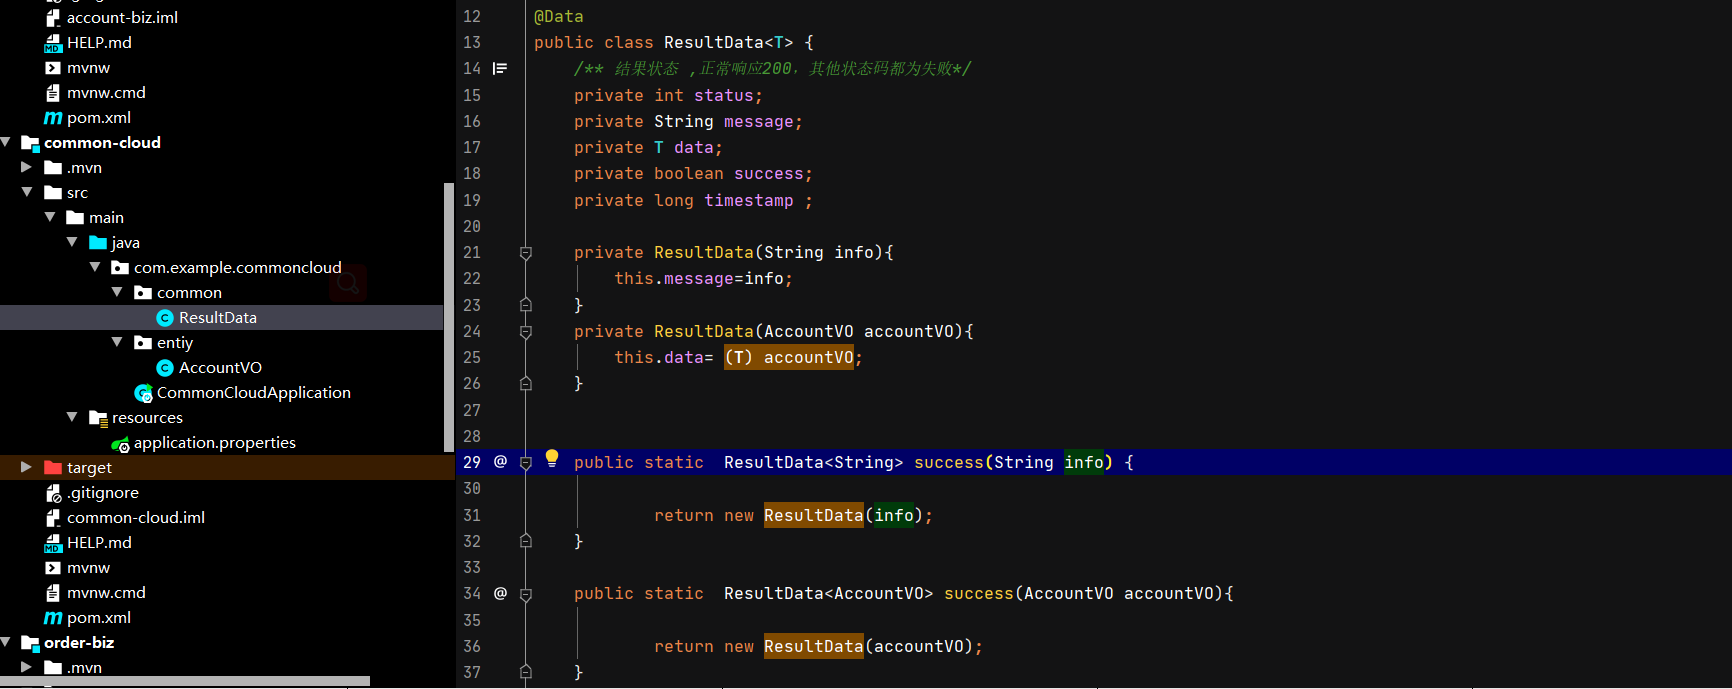 account-biz.iml
HELP.md
mvnw
mvnw.cmd
pom.xml
common-cloud
.mvn
src
main
java
com.example.commoncloud
common
ResultData
entiy
AccountVO
CommonCloudApplication
resources
application.properties
target
.gitignore
common-cloud.iml
HELP.md
mvnw
mvnw.cmd
pom.xml
order-biz
.mvn
12 @Data
13 public class ResultData<T> {
14 /** 结果状态 ,正常响应200，其他状态码都为失败*/
15 private int status;
16 private String message;
17 private T data;
18 private boolean success;
19 private long timestamp ;
20
21 private ResultData(String info){
22 this.message=info;
23 }
24 private ResultData(AccountVO accountVO){
25 this.data= (T) accountVO;
26 }
27
28
29 @ public static  ResultData<String> success(String info) {
30
31 return new ResultData(info);
32 }
33
34 @ public static  ResultData<AccountVO> success(AccountVO accountVO){
35
36 return new ResultData(accountVO);
37 }